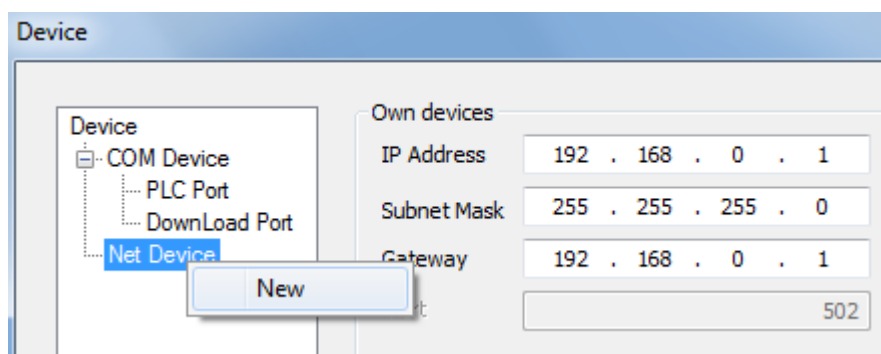 Device
Device
COM Device
PLC Port
DownLoad Port
Net Device
New
Own devices
IP Address 192 . 168 . 0 . 1
Subnet Mask 255 . 255 . 255 . 0
Gateway 192 . 168 . 0 . 1
502